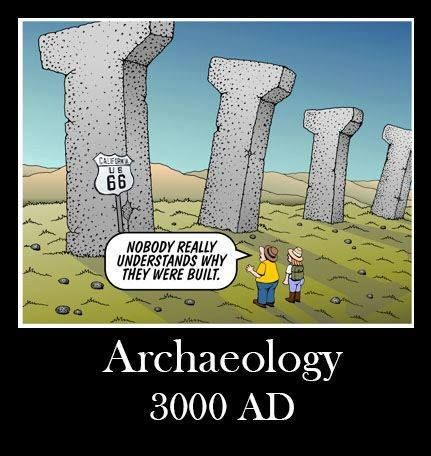 CALIFORNIA
US
66
NOBODY REALLY
UNDERSTANDS WHY
THEY WERE BUILT.
Archaeology
3000 AD